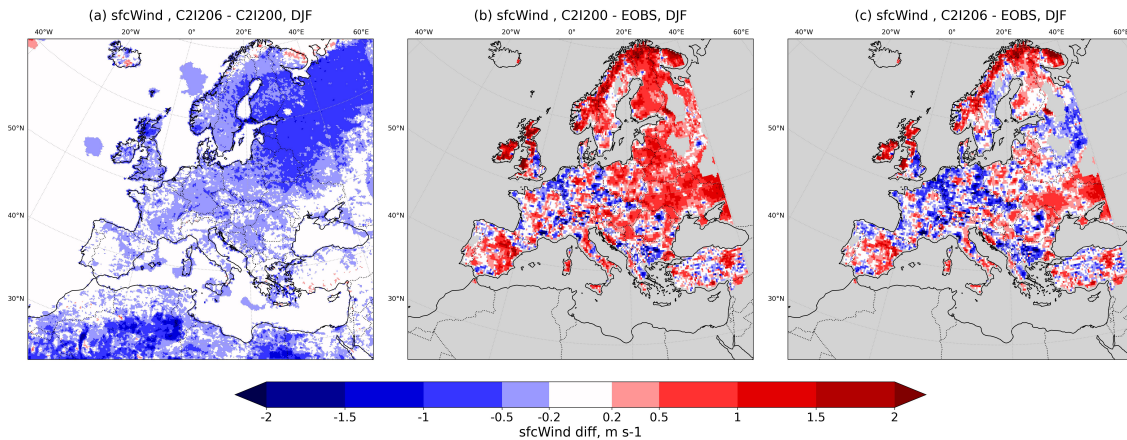 (a) sfcWind , C2I206 - C2I200, DJF
(b) sfcWind , C2I200 - EOBS, DJF
(c) sfcWind , C2I206 - EOBS, DJF
40°W 20°W 0° 20°E 40°E 60°E
40°W 20°W 0° 20°E 40°E 60°E
40°W 20°W 0° 20°E 40°E 60°E
50°N 50°N 50°N
40°N 40°N 40°N
30°N 30°N 30°N
-2 -1.5 -1 -0.5 -0.2 0.2 0.5 1 1.5 2
sfcWind diff, m s-1